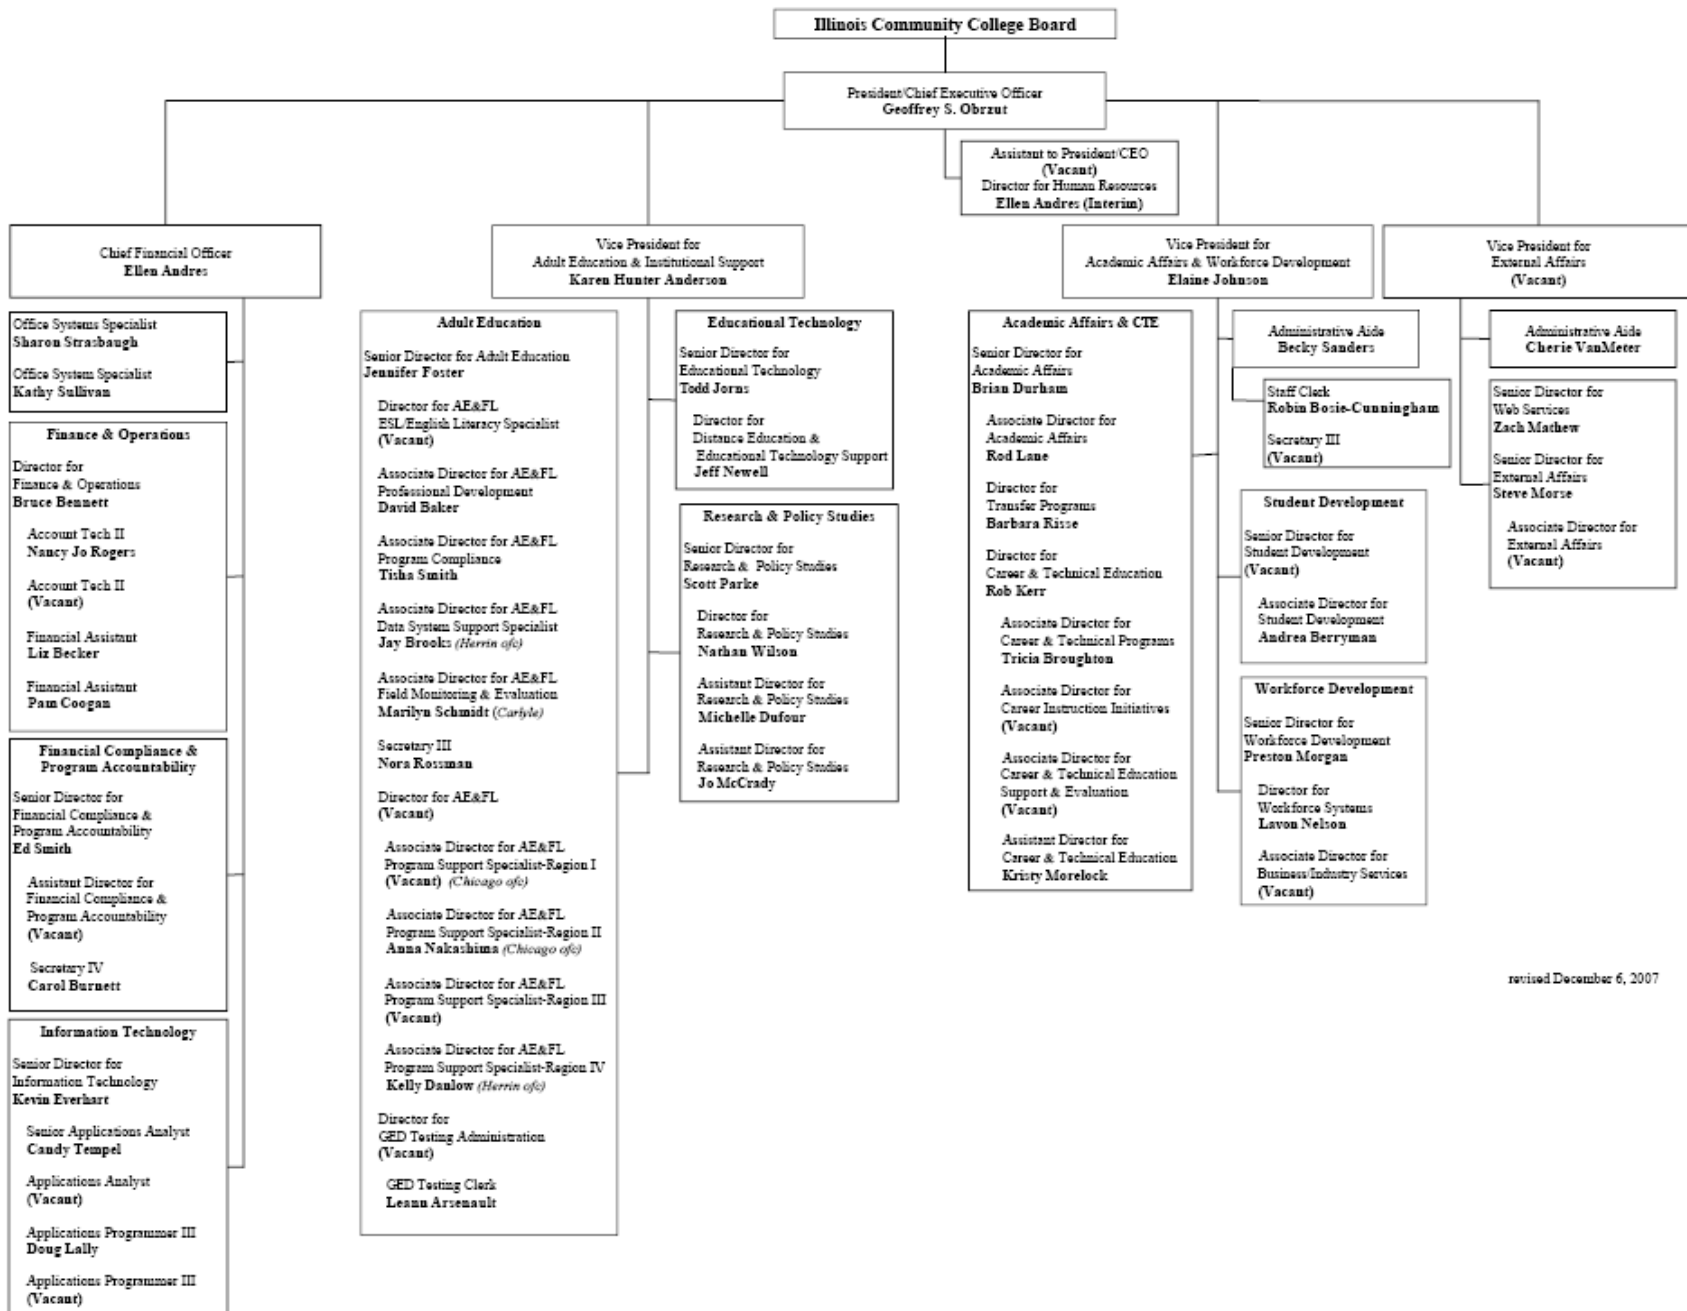 Illinois Community College Board
President/Chief Executive Officer
Geoffrey S. Obrzut
Assistant to President/CEO
(Vacant)
Director for Human Resources
Ellen Andres (Interim)
Chief Financial Officer
Ellen Andres
Office Systems Specialist
Sharon Strasbaugh
Office System Specialist
Kathy Sullivan
Finance & Operations
Director for
Finance & Operations
Bruce Bennett
Account Tech II
Nancy Jo Rogers
Account Tech II
(Vacant)
Financial Assistant
Liz Becker
Financial Assistant
Pam Coogan
Financial Compliance &
Program Accountability
Senior Director for
Financial Compliance &
Program Accountability
Ed Smith
Assistant Director for
Financial Compliance &
Program Accountability
(Vacant)
Secretary IV
Carol Burnett
Information Technology
Senior Director for
Information Technology
Kevin Everhart
Senior Applications Analyst
Candy Tempel
Applications Analyst
(Vacant)
Applications Programmer III
Doug Lally
Applications Programmer III
(Vacant)
Vice President for
Adult Education & Institutional Support
Karen Hunter Anderson
Adult Education
Senior Director for Adult Education
Jennifer Foster
Director for AE&FL
ESL/English Literacy Specialist
(Vacant)
Associate Director for AE&FL
Professional Development
David Baker
Associate Director for AE&FL
Program Compliance
Tisha Smith
Associate Director for AE&FL
Data System Support Specialist
Jay Brooks (Herrin ofc)
Associate Director for AE&FL
Field Monitoring & Evaluation
Marilyn Schmidt (Carlyle)
Secretary III
Nora Rossman
Director for AE&FL
(Vacant)
Associate Director for AE&FL
Program Support Specialist-Region I
(Vacant) (Chicago ofc)
Associate Director for AE&FL
Program Support Specialist-Region II
Anna Nakashima (Chicago ofc)
Associate Director for AE&FL
Program Support Specialist-Region III
(Vacant)
Associate Director for AE&FL
Program Support Specialist-Region IV
Kelly Danlow (Herrin ofc)
Director for
GED Testing Administration
(Vacant)
GED Testing Clerk
Leann Arsenault
Educational Technology
Senior Director for
Educational Technology
Todd Jorns
Director for
Distance Education &
Educational Technology Support
Jeff Newell
Research & Policy Studies
Senior Director for
Research & Policy Studies
Scott Parke
Director for
Research & Policy Studies
Nathan Wilson
Assistant Director for
Research & Policy Studies
Michelle Dufour
Assistant Director for
Research & Policy Studies
Jo McCrady
Vice President for
Academic Affairs & Workforce Development
Elaine Johnson
Academic Affairs & CTE
Senior Director for
Academic Affairs
Brian Durham
Associate Director for
Academic Affairs
Rod Lane
Director for
Transfer Programs
Barbara Risse
Director for
Career & Technical Education
Rob Kerr
Associate Director for
Career & Technical Programs
Tricia Broughton
Associate Director for
Career Instruction Initiatives
(Vacant)
Associate Director for
Career & Technical Education
Support & Evaluation
(Vacant)
Assistant Director for
Career & Technical Education
Kristy Morelock
Administrative Aide
Becky Sanders
Staff Clerk
Robin Bosie-Cunningham
Secretary III
(Vacant)
Student Development
Senior Director for
Student Development
(Vacant)
Associate Director for
Student Development
Andrea Berryman
Workforce Development
Senior Director for
Workforce Development
Preston Morgan
Director for
Workforce Systems
Lavon Nelson
Associate Director for
Business/Industry Services
(Vacant)
Vice President for
External Affairs
(Vacant)
Administrative Aide
Cherie VanMeter
Senior Director for
Web Services
Zach Mathew
Senior Director for
External Affairs
Steve Morse
Associate Director for
External Affairs
(Vacant)
revised December 6, 2007